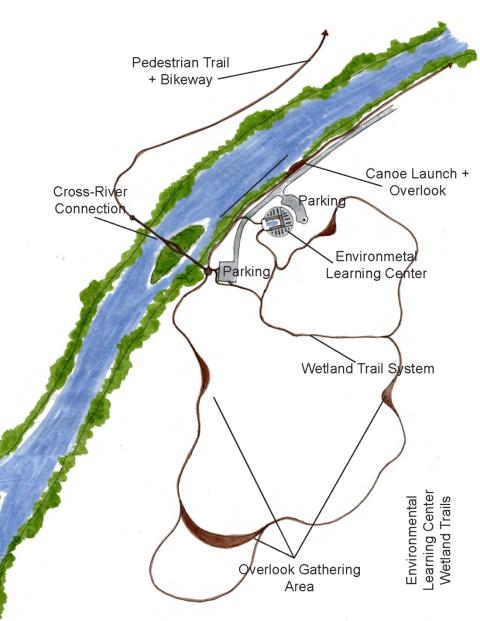 Pedestrian Trail
+ Bikeway
Canoe Launch +
Overlook
Cross-River
Connection
Parking
Environmetal
Learning Center
Parking
Wetland Trail System
Overlook Gathering
Area
Environmental
Learning Center
Wetland Trails